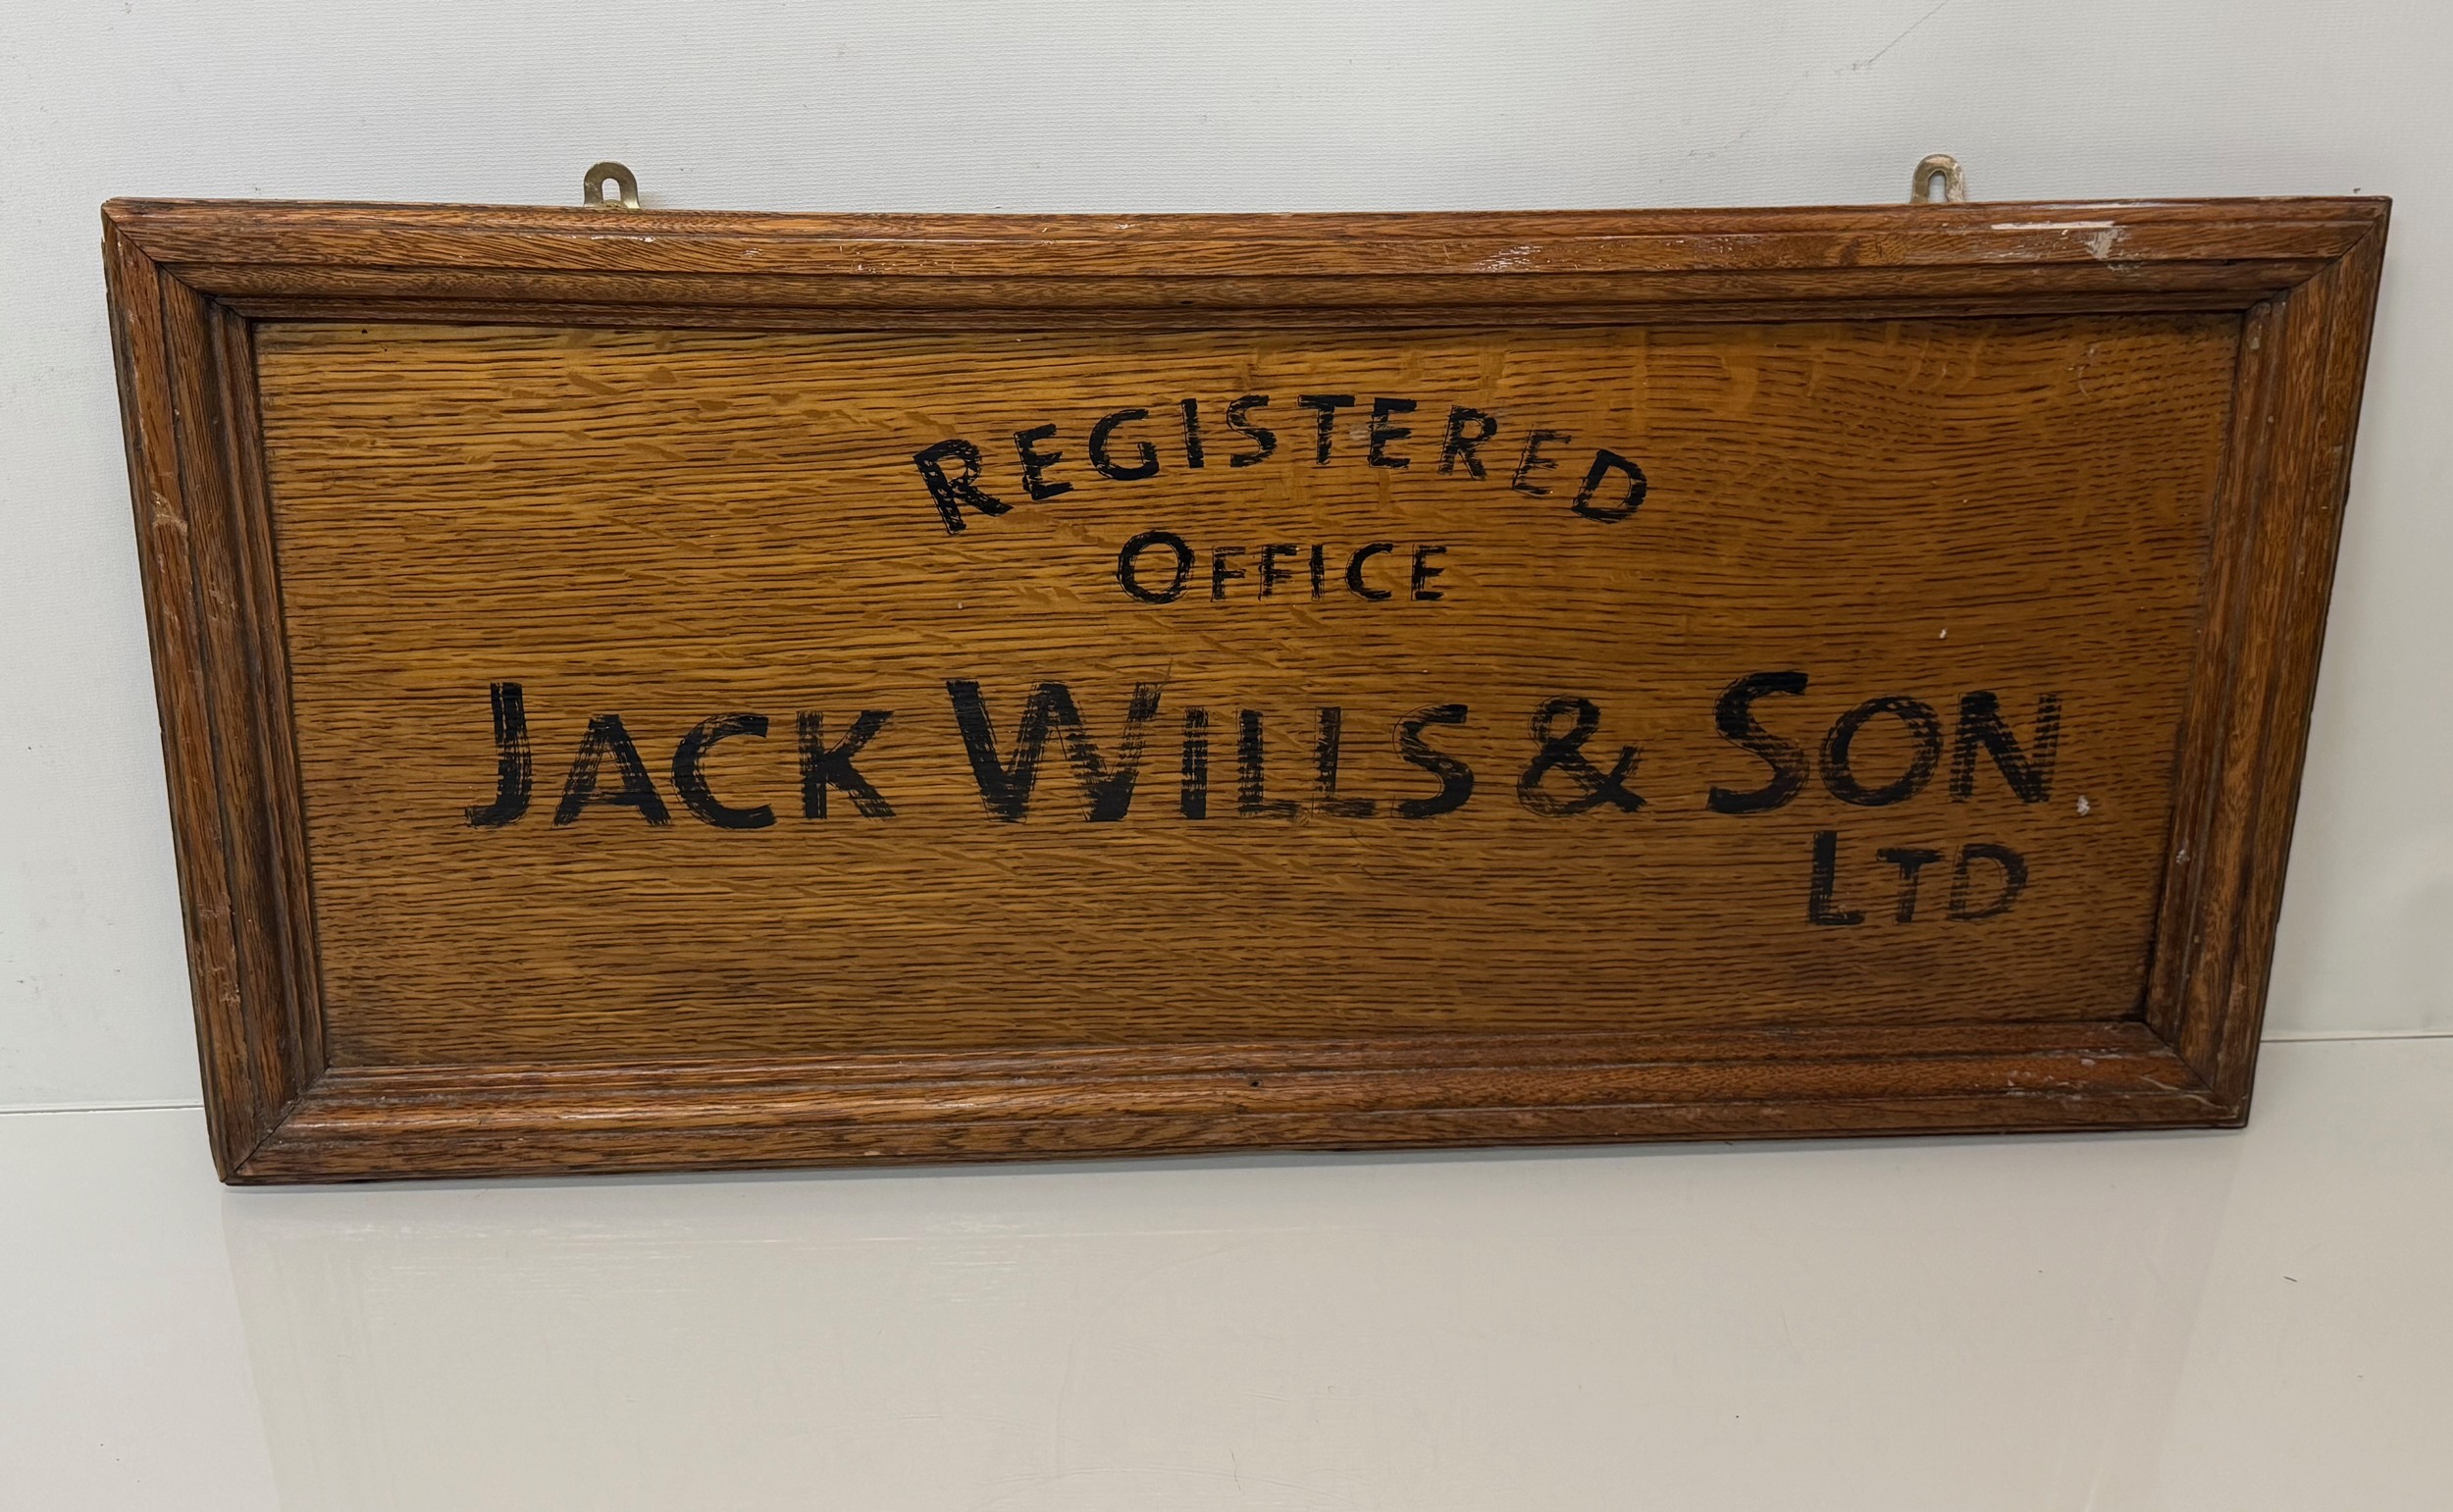 REGISTERED
OFFICE
JACK WILLS & SON
LTD